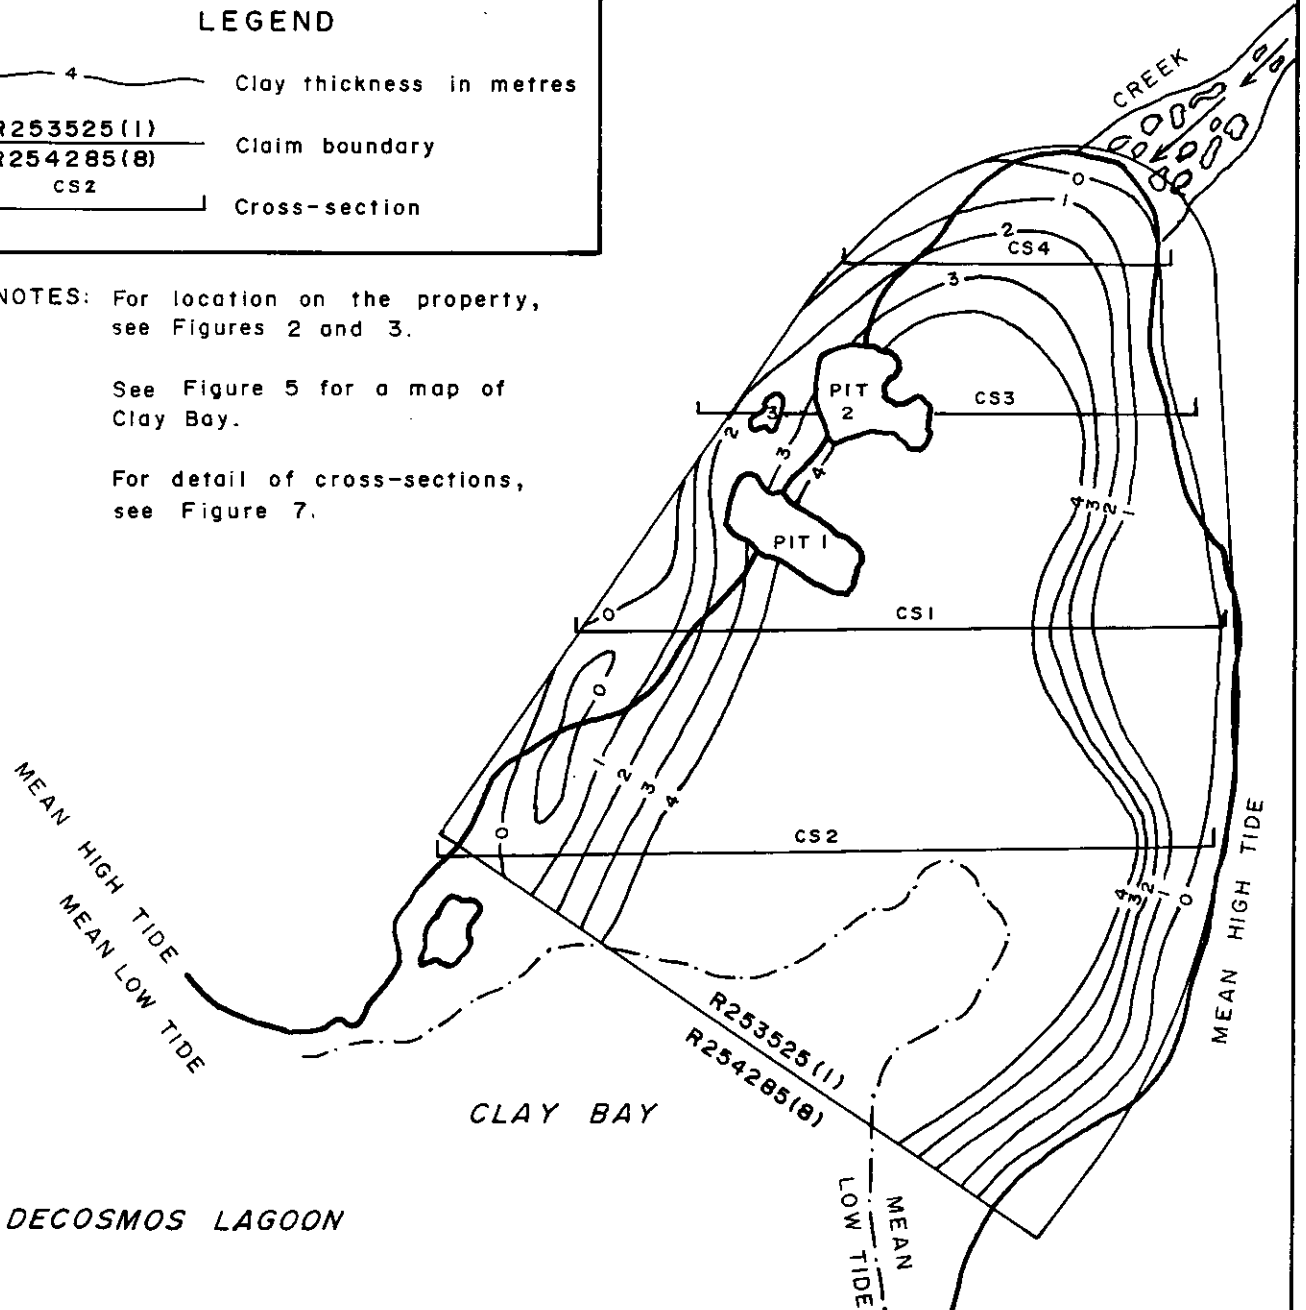 LEGEND
4
Clay thickness in metres
R253525(1)
R254285(8)
Claim boundary
CS2
Cross-section
NOTES: For location on the property,
see Figures 2 and 3.
See Figure 5 for a map of
Clay Bay.
For detail of cross-sections,
see Figure 7.
CREEK
0
1
2
CS4
3
PIT
2
CS3
3
2
3
4
4 3 2 1
PIT 1
0
CS1
0
1
2
3
4
0
CS2
4 3 2 1 0
MEAN HIGH TIDE
MEAN LOW TIDE
MEAN HIGH TIDE
R253525(1)
R254285(8)
CLAY BAY
MEAN
LOW TIDE
DECOSMOS LAGOON